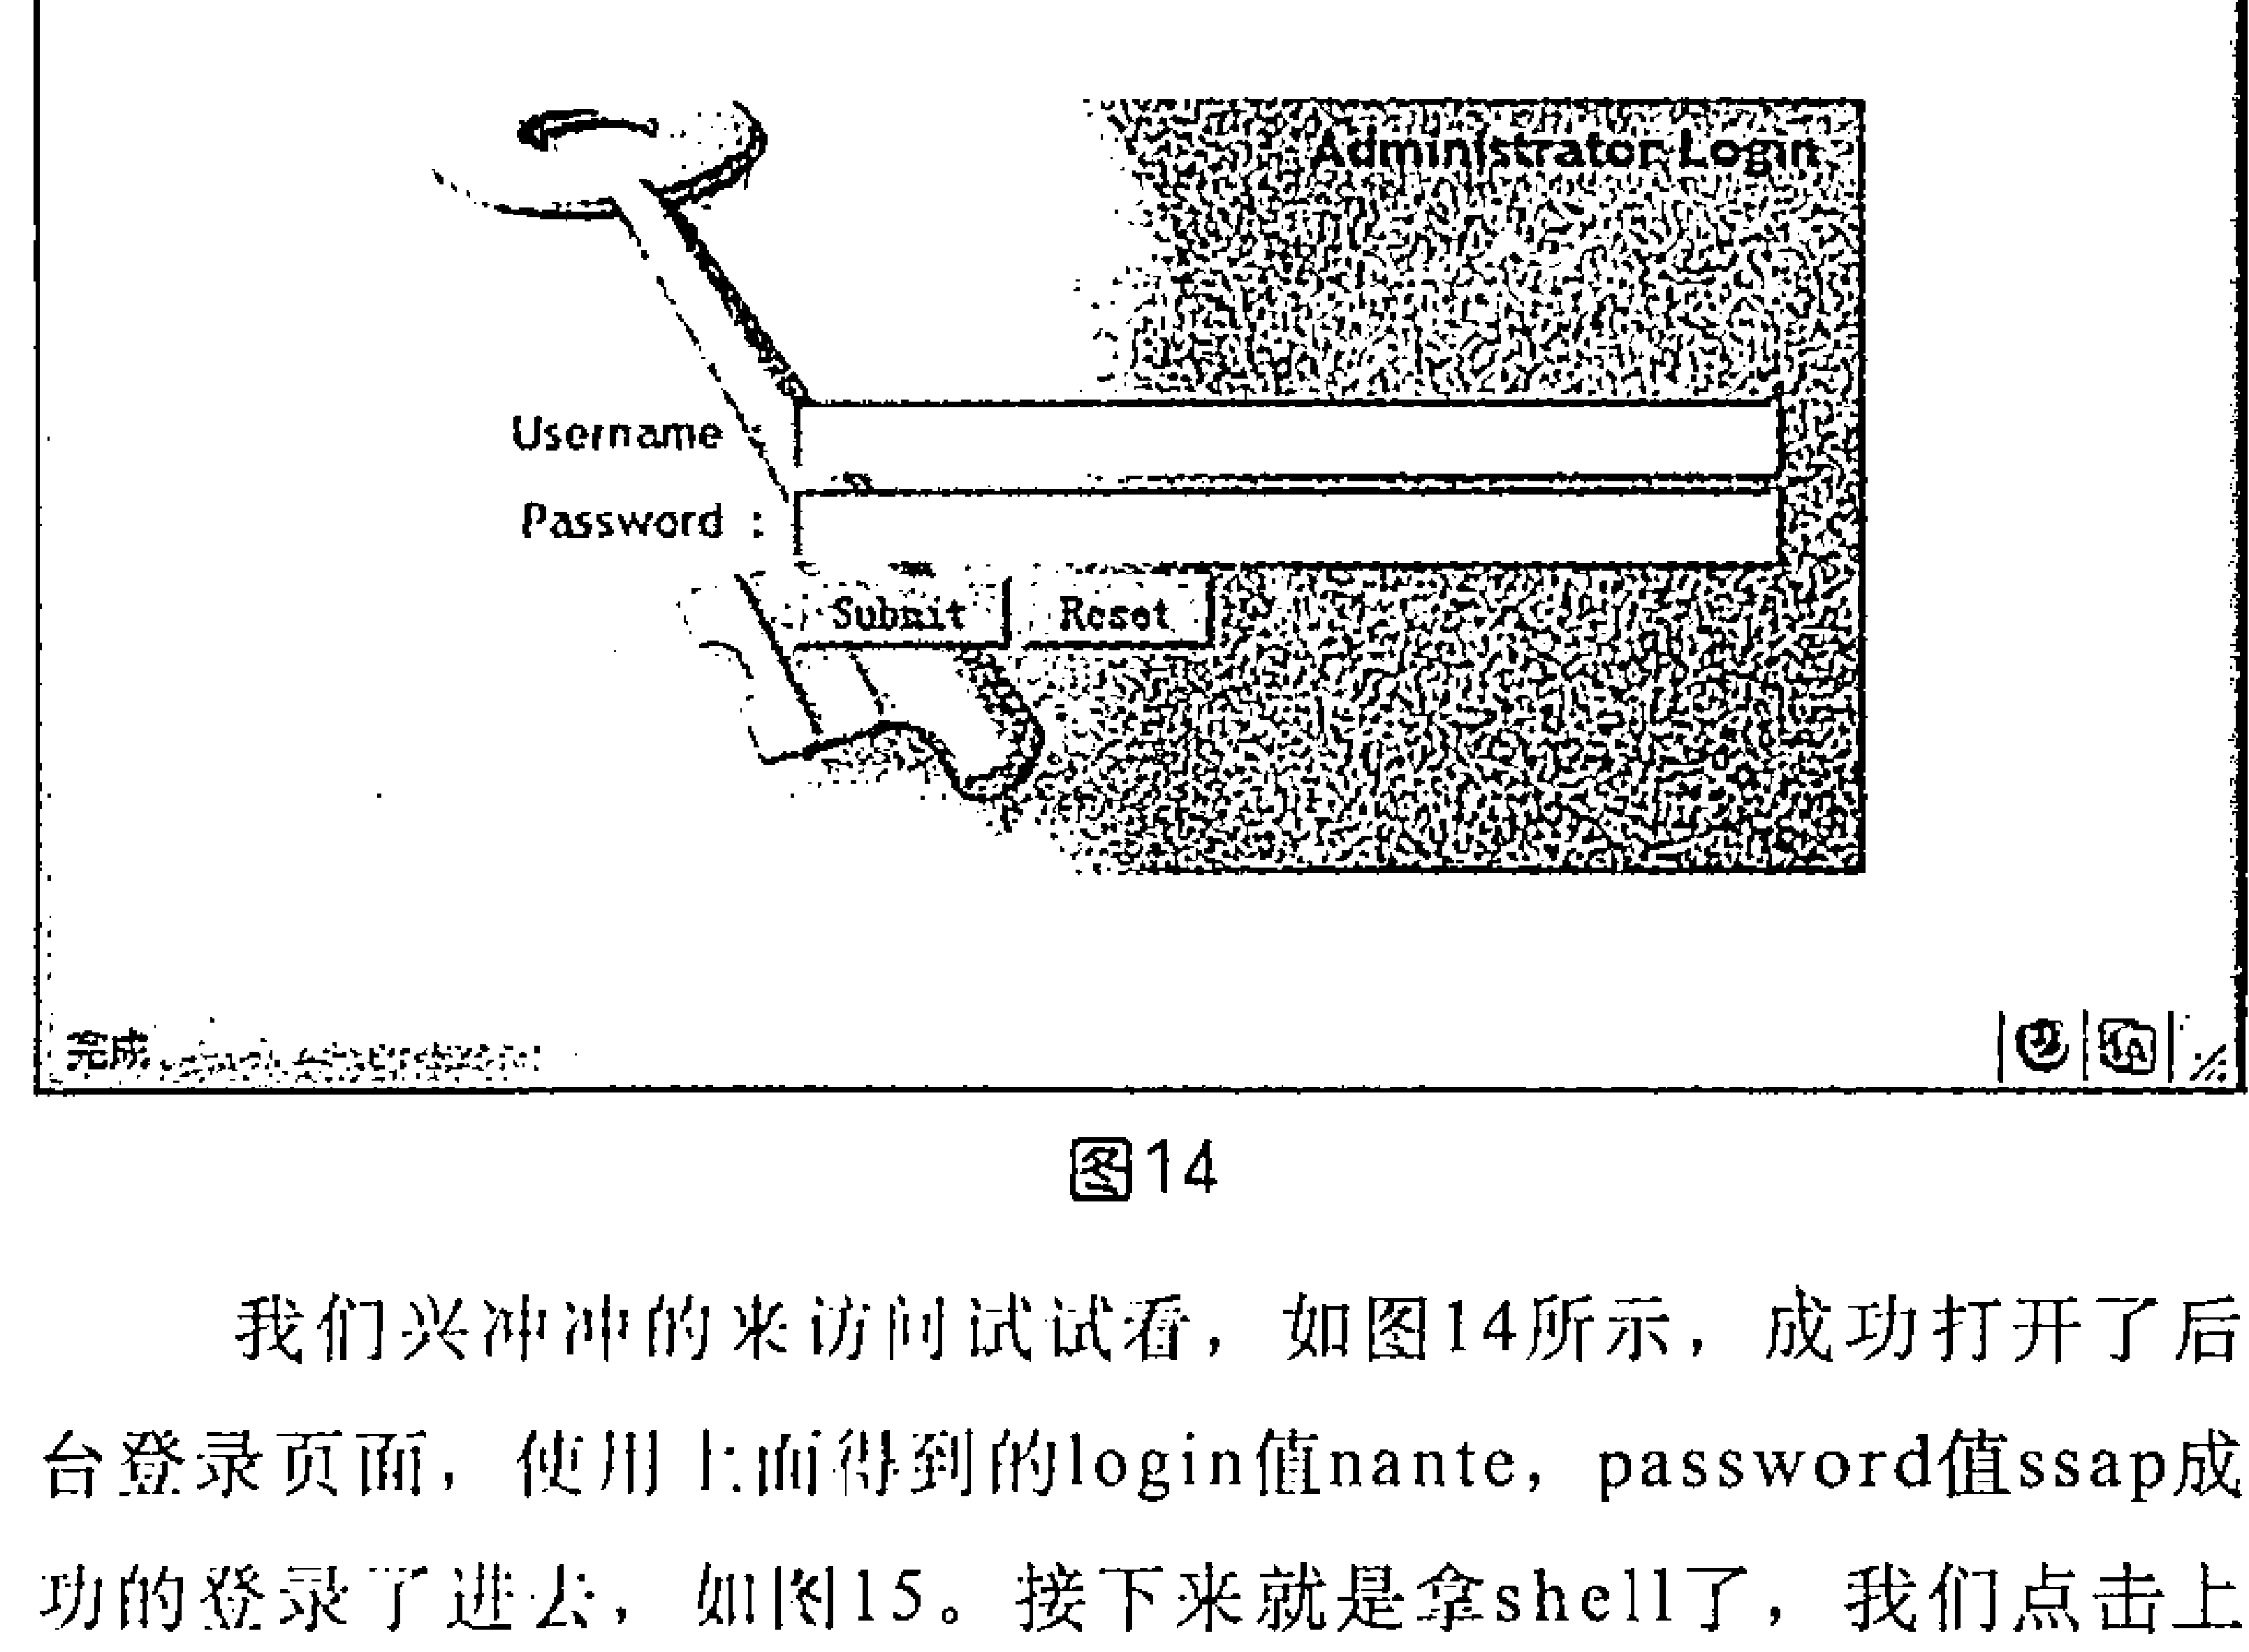 Administrator Login
Username :
Password :
Submit Reset
完成
图14
我们兴冲冲的来访问试试看，如图14所示，成功打开了后
台登录页面，使用上面得到的login值nante，password值ssap成
功的登录了进去，如图15。接下来就是拿shell了，我们点击上